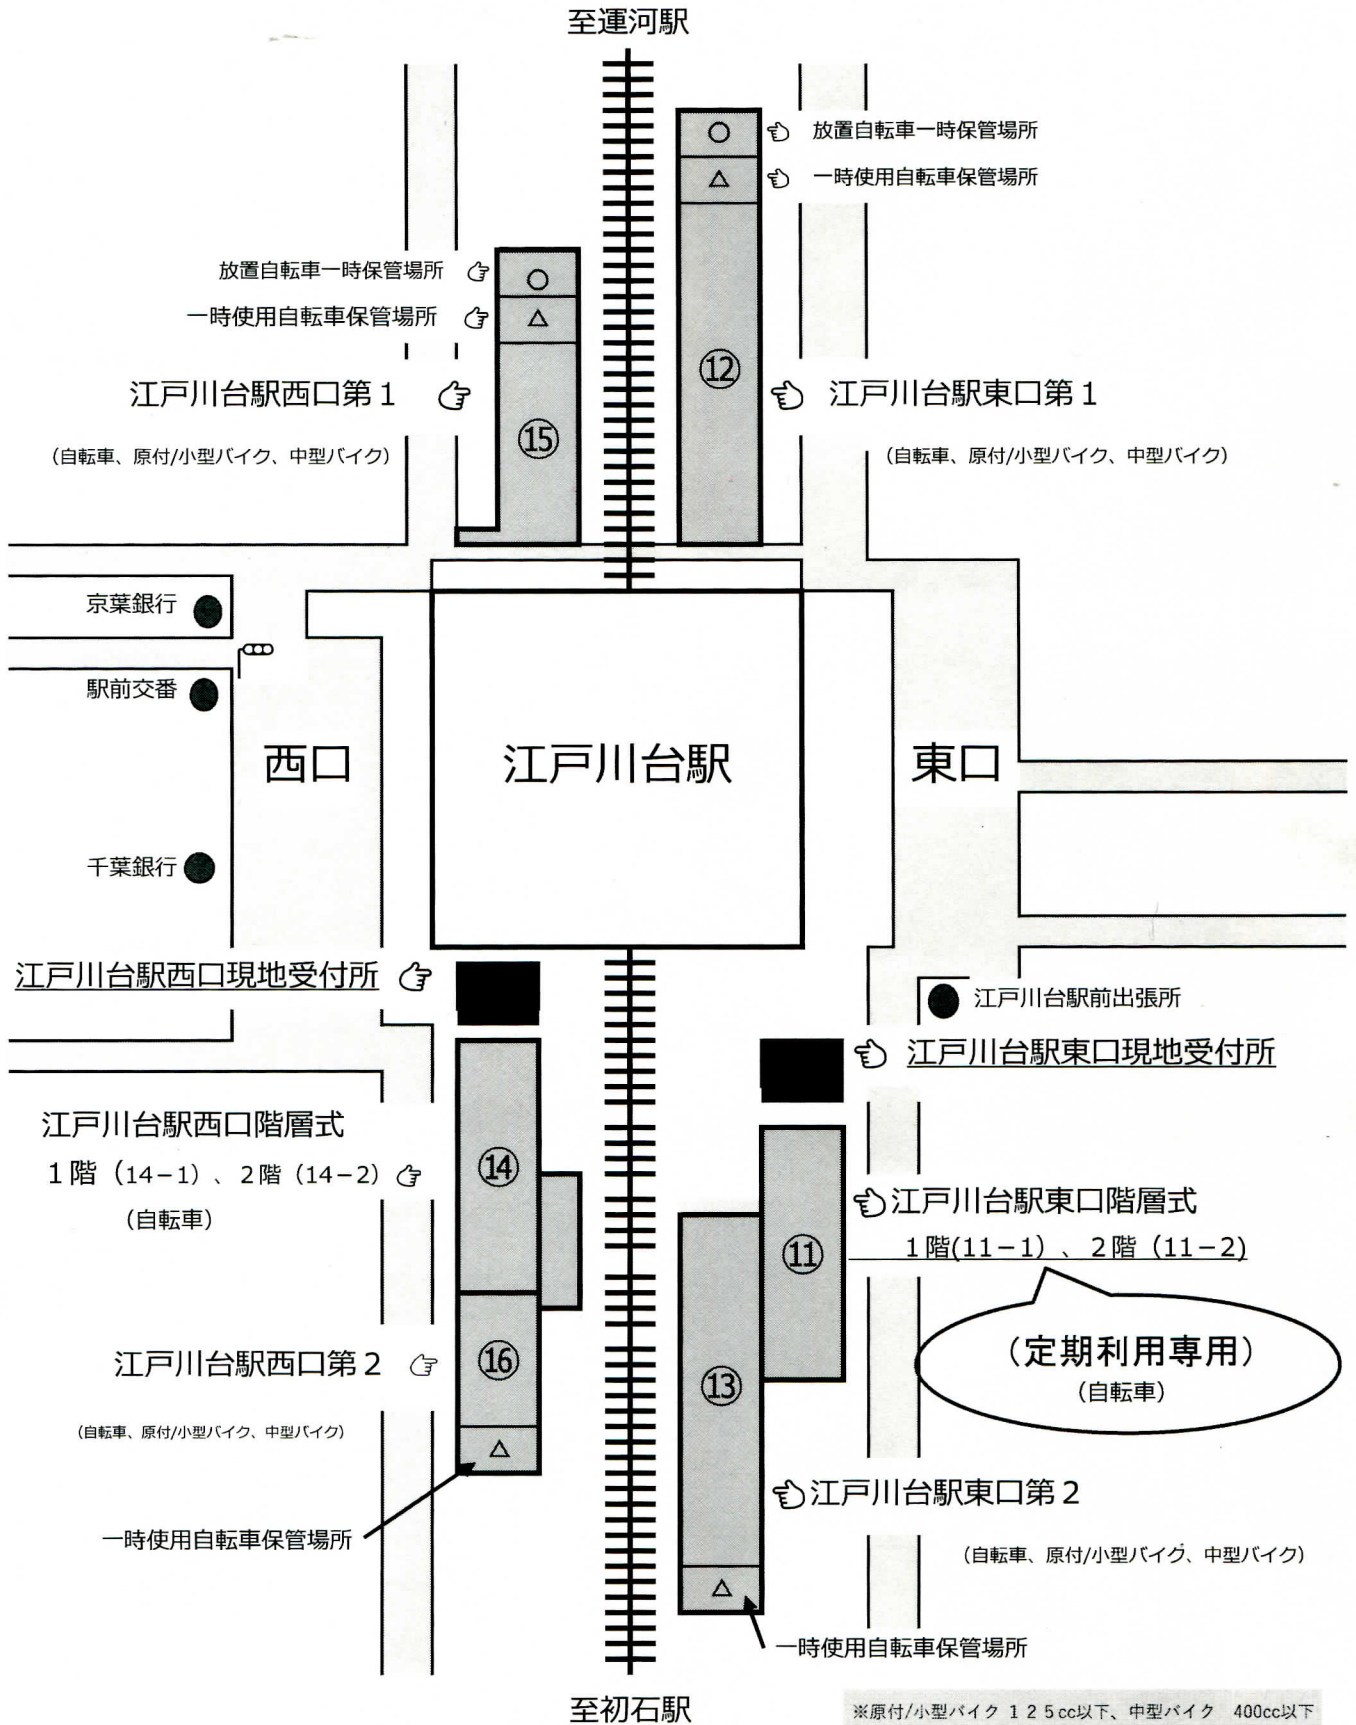 至運河駅
○ 放置自転車一時保管場所
△ 一時使用自転車保管場所
放置自転車一時保管場所 ○
一時使用自転車保管場所 △
⑫
江戸川台駅西口第1
江戸川台駅東口第1
⑮
(自転車、原付/小型バイク、中型バイク)
(自転車、原付/小型バイク、中型バイク)
京葉銀行
駅前交番
西口
江戸川台駅
東口
千葉銀行
江戸川台駅西口現地受付所
江戸川台駅前出張所
江戸川台駅東口現地受付所
江戸川台駅西口階層式
1階(14-1)、2階(14-2)
(自転車)
⑭
江戸川台駅東口階層式
1階(11-1)、2階(11-2)
⑪
(定期利用専用)
(自転車)
江戸川台駅西口第2
⑯
⑬
(自転車、原付/小型バイク、中型バイク)
△
江戸川台駅東口第2
一時使用自転車保管場所
(自転車、原付/小型バイク、中型バイク)
△
一時使用自転車保管場所
至初石駅
※原付/小型バイク 125cc以下、中型バイク 400cc以下